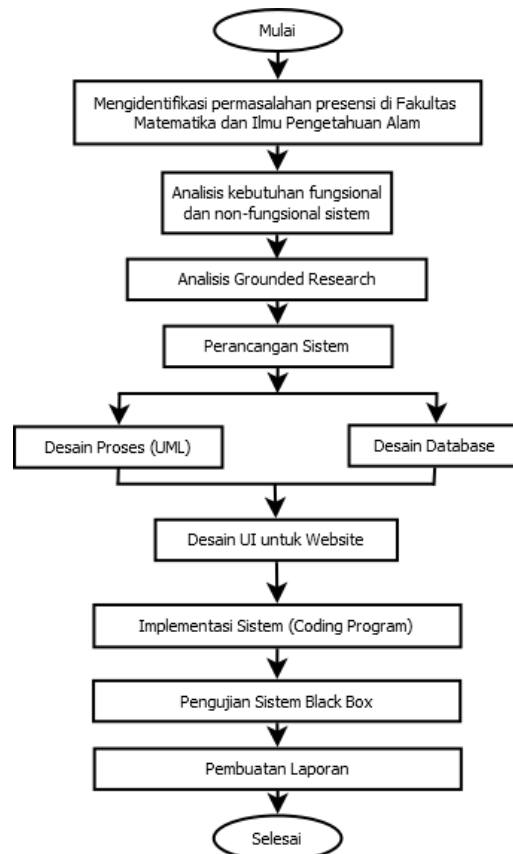 Mulai
Mengidentifikasi permasalahan presensi di Fakultas
Matematika dan Ilmu Pengetahuan Alam
Analisis kebutuhan fungsional
dan non-fungsional sistem
Analisis Grounded Research
Perancangan Sistem
Desain Proses (UML)
Desain Database
Desain UI untuk Website
Implementasi Sistem (Coding Program)
Pengujian Sistem Black Box
Pembuatan Laporan
Selesai